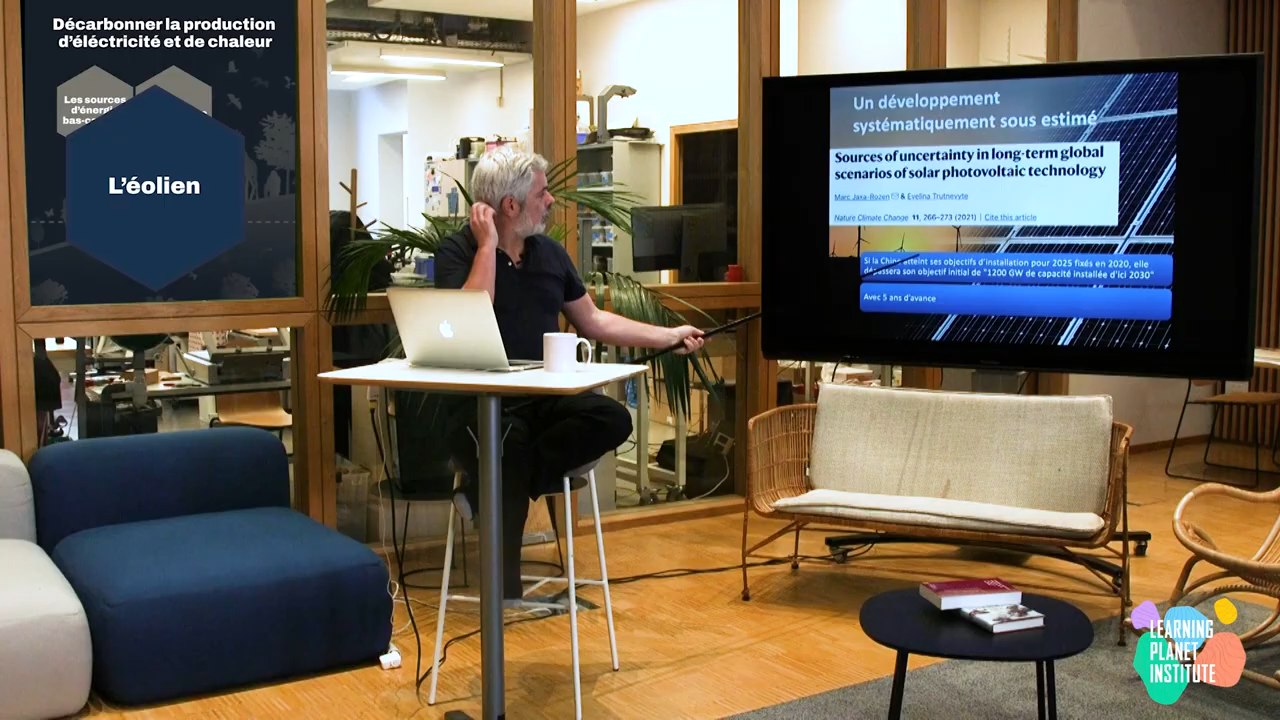 Décarbonner la production
d'éléctricité et de chaleur
Les sources
d'énerg
bas-c
L'éolien
Un développement
systématiquement sous estimé
Sources of uncertainty in long-term global
scenarios of solar photovoltaic technology
Marc Jaxa-Rozen & Evelina Trutnevyte
Nature Climate Change 11, 266–273 (2021) | Cite this article
Si la Chine atteint ses objectifs d'installation pour 2025 fixés en 2020, elle
dépassera son objectif initial de "1200 GW de capacité installée d'ici 2030"
Avec 5 ans d'avance
LEARNING
PLANET
INSTITUTE